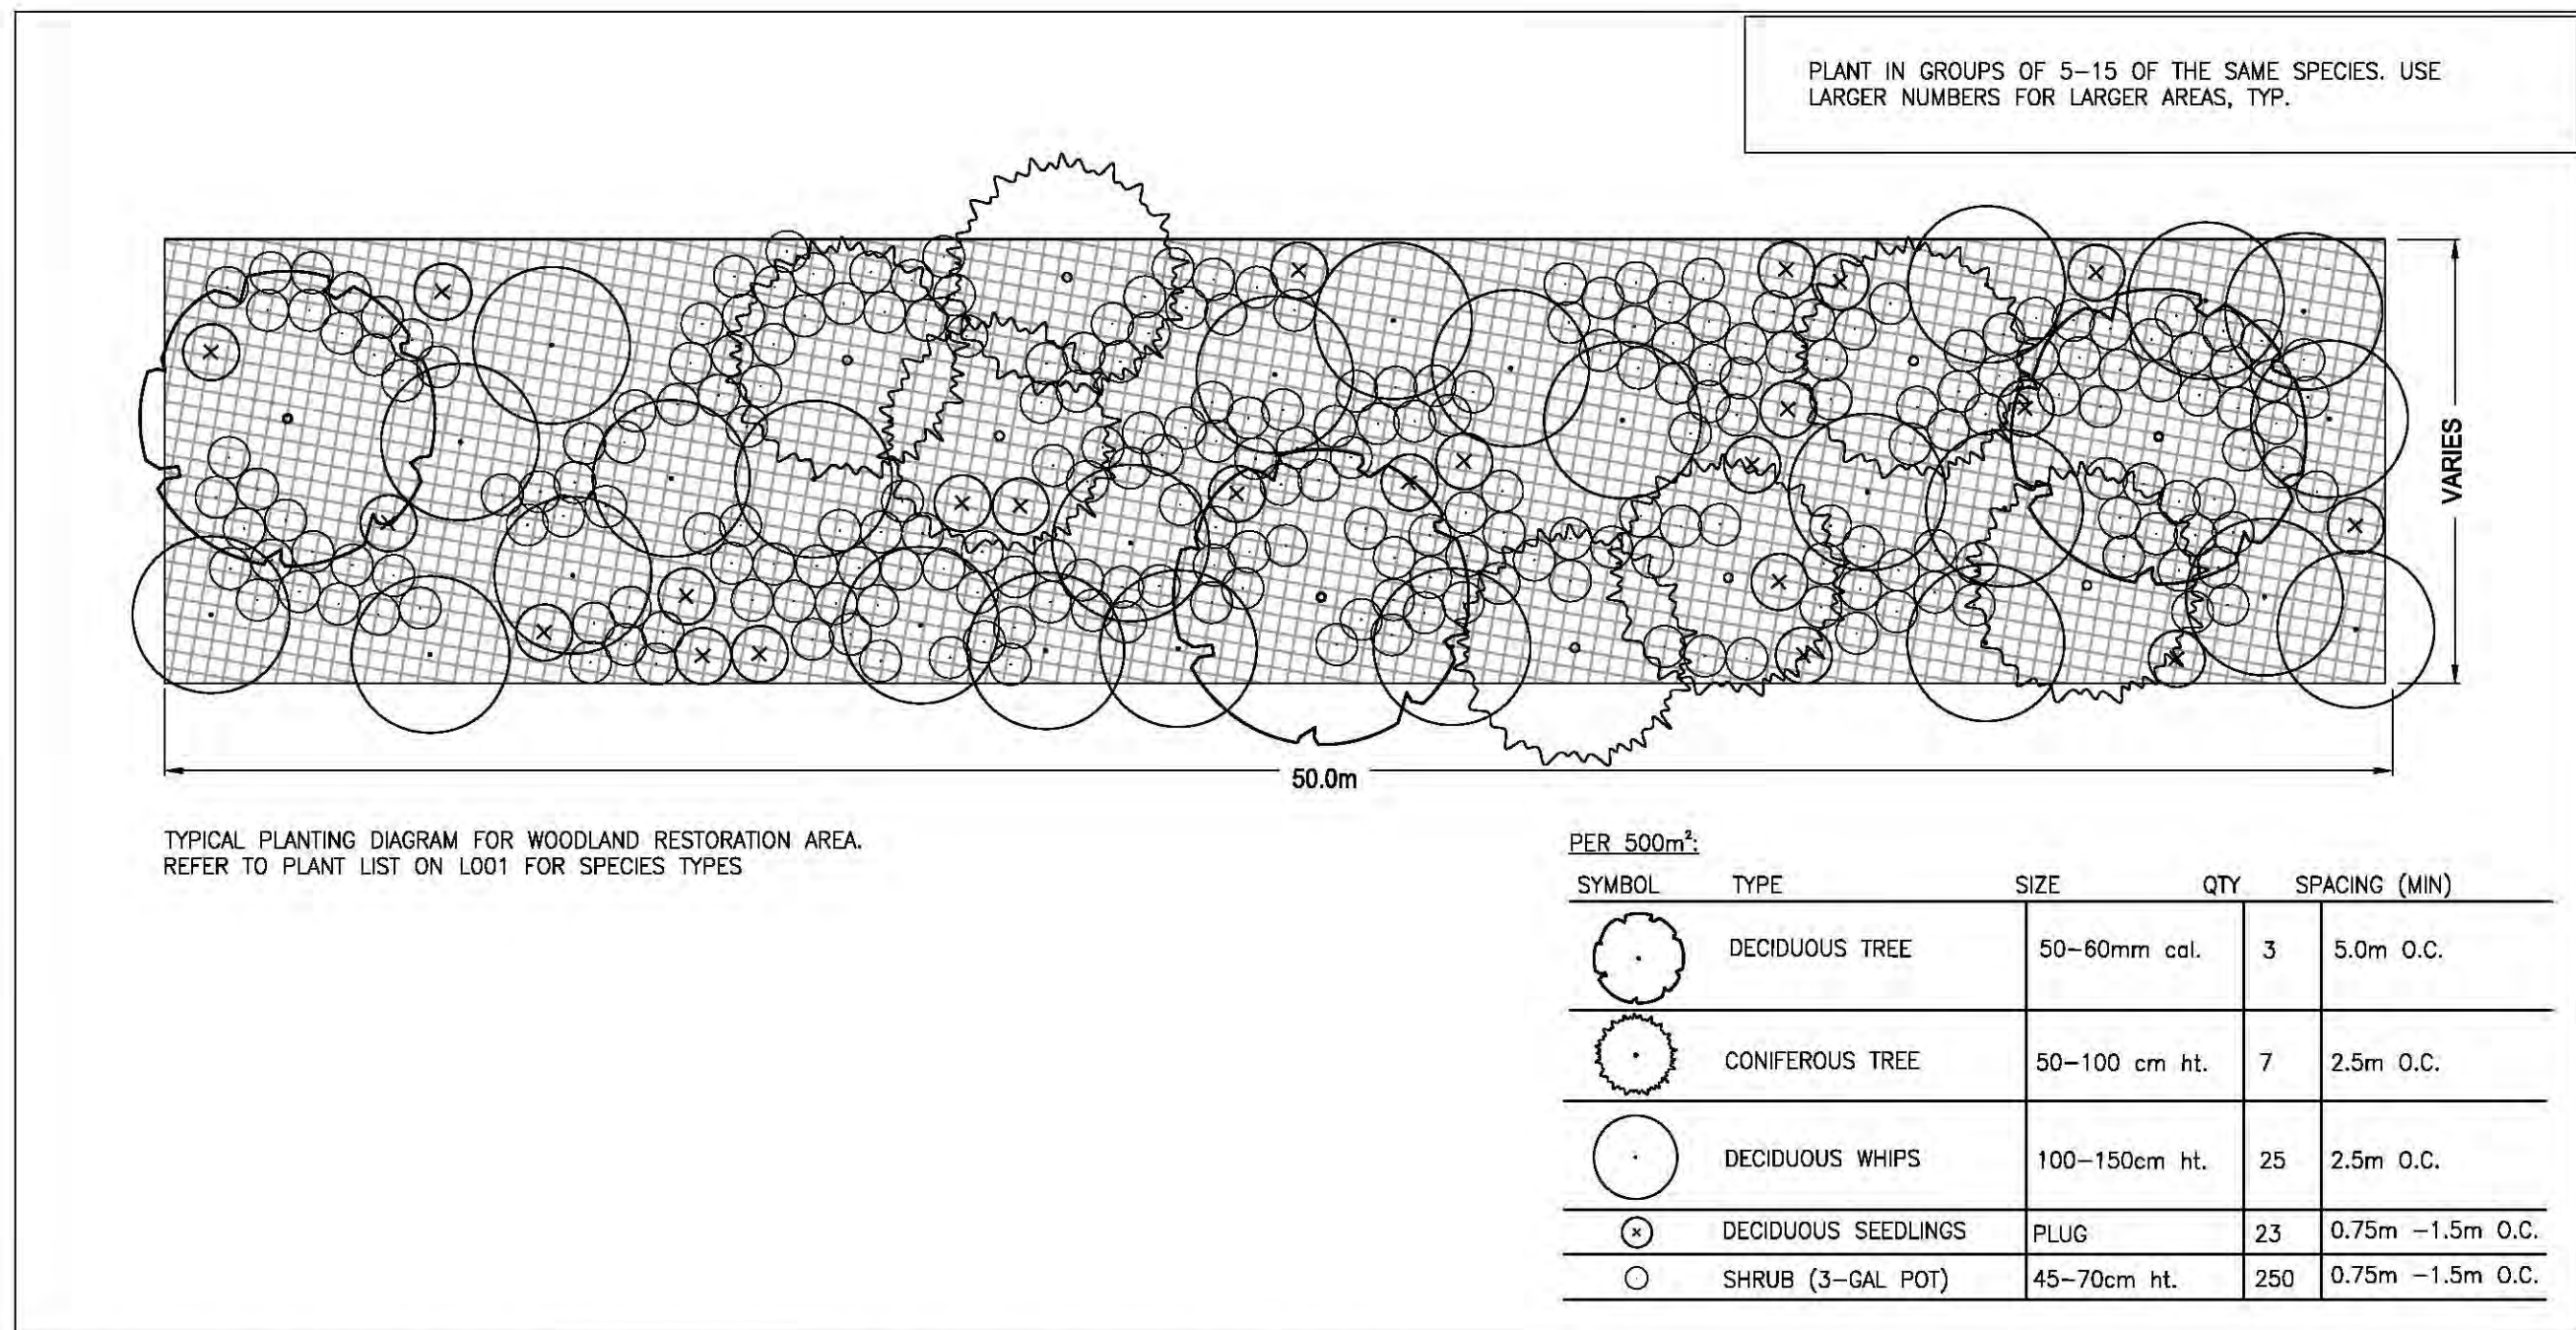 PLANT IN GROUPS OF 5-15 OF THE SAME SPECIES. USE
LARGER NUMBERS FOR LARGER AREAS, TYP.
VARIES
50.0m
TYPICAL PLANTING DIAGRAM FOR WOODLAND RESTORATION AREA.
REFER TO PLANT LIST ON L001 FOR SPECIES TYPES
PER 500m²:
SYMBOL TYPE SIZE QTY SPACING (MIN)
DECIDUOUS TREE 50-60mm cal. 3 5.0m O.C.
CONIFEROUS TREE 50-100 cm ht. 7 2.5m O.C.
DECIDUOUS WHIPS 100-150cm ht. 25 2.5m O.C.
DECIDUOUS SEEDLINGS PLUG 23 0.75m -1.5m O.C.
SHRUB (3-GAL POT) 45-70cm ht. 250 0.75m -1.5m O.C.